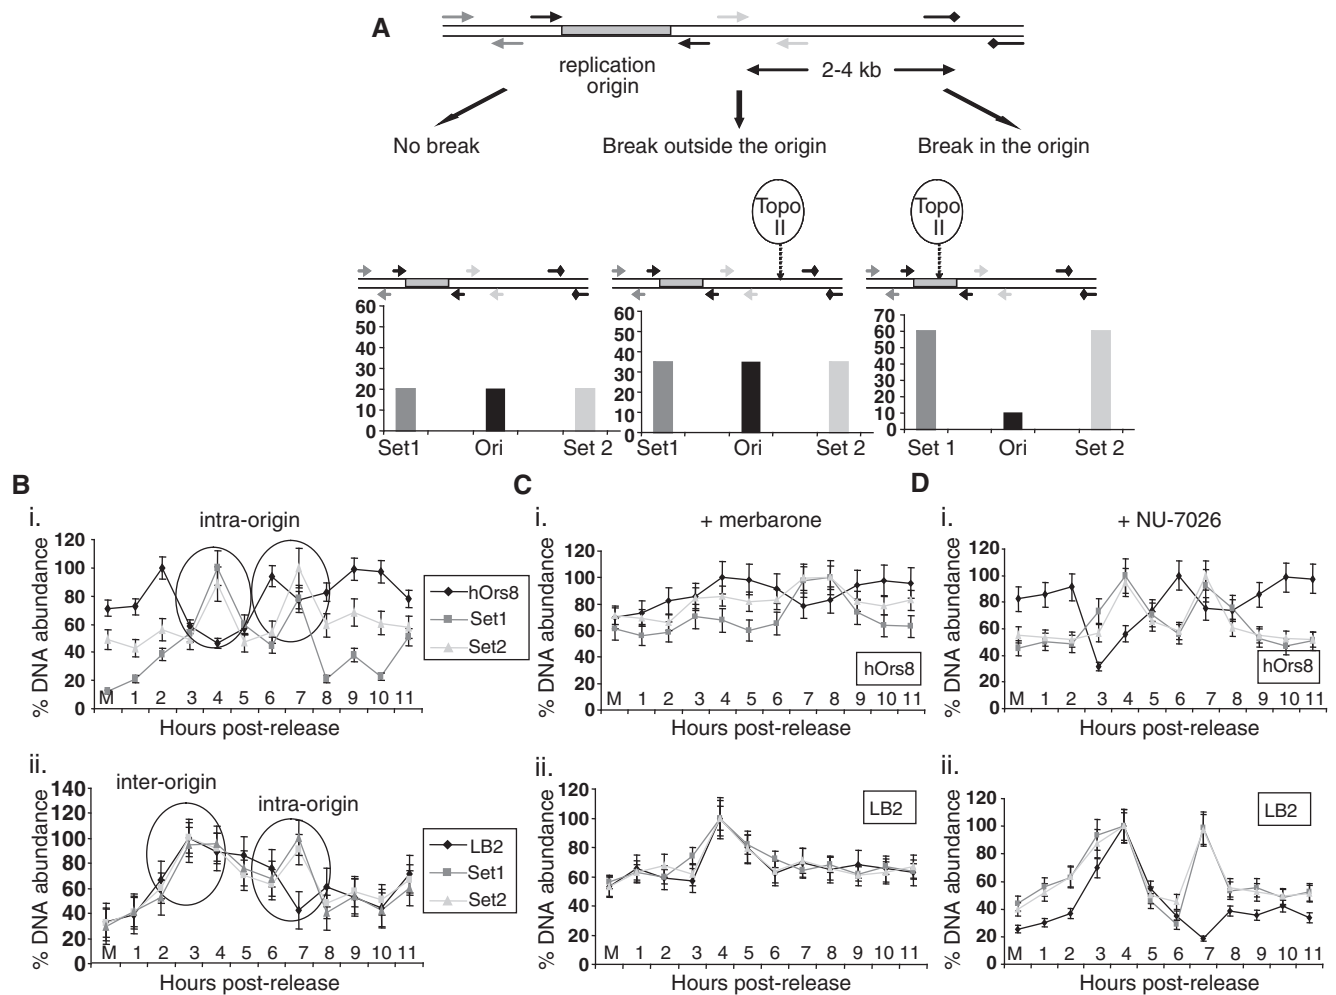 A
replication
origin
2-4 kb
No break
Break outside the origin
Break in the origin
Topo
II
Topo
II
60
50
40
30
20
10
0
Set1
Ori
Set 2
60
50
40
30
20
10
0
Set1
Ori
Set 2
70
60
50
40
30
20
10
0
Set 1
Ori
Set 2
B
i.
intra-origin
% DNA abundance
120
100
80
60
40
20
0
M 1 2 3 4 5 6 7 8 9 10 11
Hours post-release
hOrs8
Set1
Set2
ii.
inter-origin
intra-origin
% DNA abundance
140
120
100
80
60
40
20
0
M 1 2 3 4 5 6 7 8 9 10 11
Hours post-release
LB2
Set1
Set2
C
i.
+ merbarone
% DNA abundance
120
100
80
60
40
20
0
M 1 2 3 4 5 6 7 8 9 10 11
Hours post-release
hOrs8
ii.
% DNA abundance
120
100
80
60
40
20
0
M 1 2 3 4 5 6 7 8 9 10 11
Hours post-release
LB2
D
i.
+ NU-7026
% DNA abundance
120
100
80
60
40
20
0
M 1 2 3 4 5 6 7 8 9 10 11
Hours post-release
hOrs8
ii.
% DNA abundance
120
100
80
60
40
20
0
M 1 2 3 4 5 6 7 8 9 10 11
Hours post-release
LB2